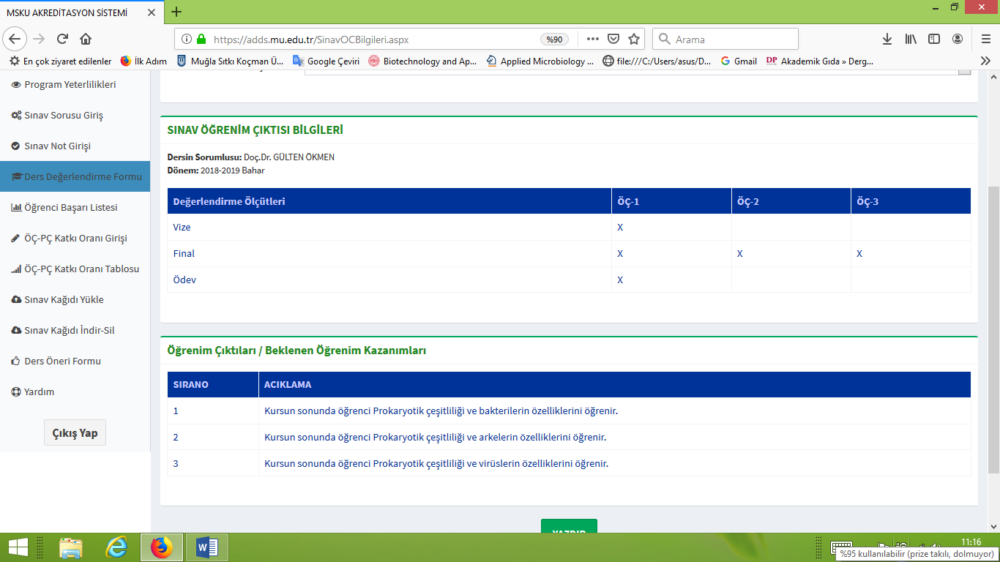 MSKU AKREDİTASYON SİSTEMİ
https://adds.mu.edu.tr/SinavOCBilgileri.aspx
%90
Arama
En çok ziyaret edilenler
İlk Adım
Muğla Sıtkı Koçman Ü...
Google Çeviri
Biotechnology and Ap...
Applied Microbiology ...
file:///C:/Users/asus/D...
Gmail
Akademik Gıda » Derg...
Program Yeterlilikleri
Sınav Sorusu Giriş
Sınav Not Girişi
Ders Değerlendirme Formu
Öğrenci Başarı Listesi
ÖÇ-PÇ Katkı Oranı Girişi
ÖÇ-PÇ Katkı Oranı Tablosu
Sınav Kağıdı Yükle
Sınav Kağıdı İndir-Sil
Ders Öneri Formu
Yardım
Çıkış Yap
SINAV ÖĞRENİM ÇIKTISI BİLGİLERİ
Dersin Sorumlusu: Doç.Dr. GÜLTEN ÖKMEN
Dönem: 2018-2019 Bahar
Değerlendirme Ölçütleri ÖÇ-1 ÖÇ-2 ÖÇ-3
Vize X
Final X X X
Ödev X
Öğrenim Çıktıları / Beklenen Öğrenim Kazanımları
SIRANO ACIKLAMA
1 Kursun sonunda öğrenci Prokaryotik çeşitliliği ve bakterilerin özelliklerini öğrenir.
2 Kursun sonunda öğrenci Prokaryotik çeşitliliği ve arkelerin özelliklerini öğrenir.
3 Kursun sonunda öğrenci Prokaryotik çeşitliliği ve virüslerin özelliklerini öğrenir.
YAZDIR
11:16
%95 kullanılabilir (prize takılı, dolmuyor)